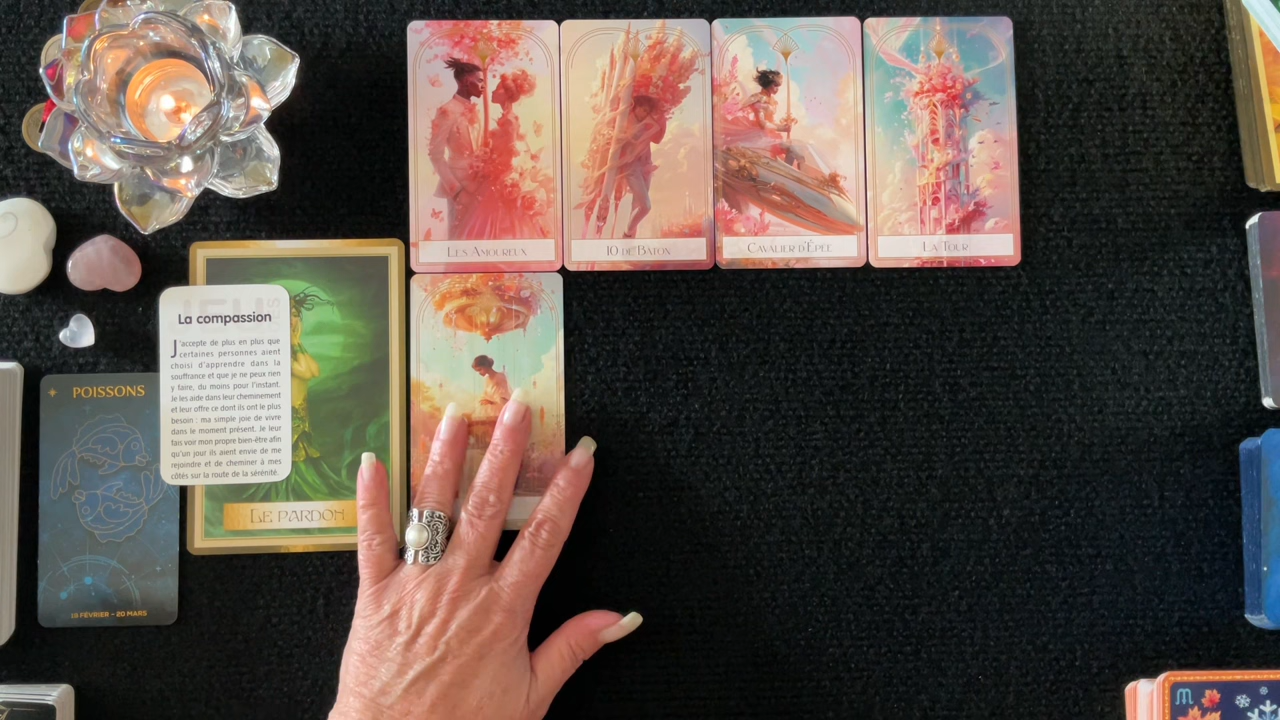 LES AMOUREUX
10 DE BÂTON
CAVALIER D'ÉPÉE
LA TOUR
La compassion
J'accepte de plus en plus que
certaines personnes aient
choisi d'apprendre dans la
souffrance et que je ne peux rien
y faire, du moins pour l'instant.
Je les aide dans leur cheminement
et leur offre ce dont ils ont le plus
besoin : ma simple joie de vivre
dans le moment présent. Je leur
fais voir mon propre bien-être afin
qu'un jour ils aient envie de me
rejoindre et de cheminer à mes
côtés sur la route de la sérénité.
POISSONS
LE PARDON
19 FÉVRIER - 20 MARS